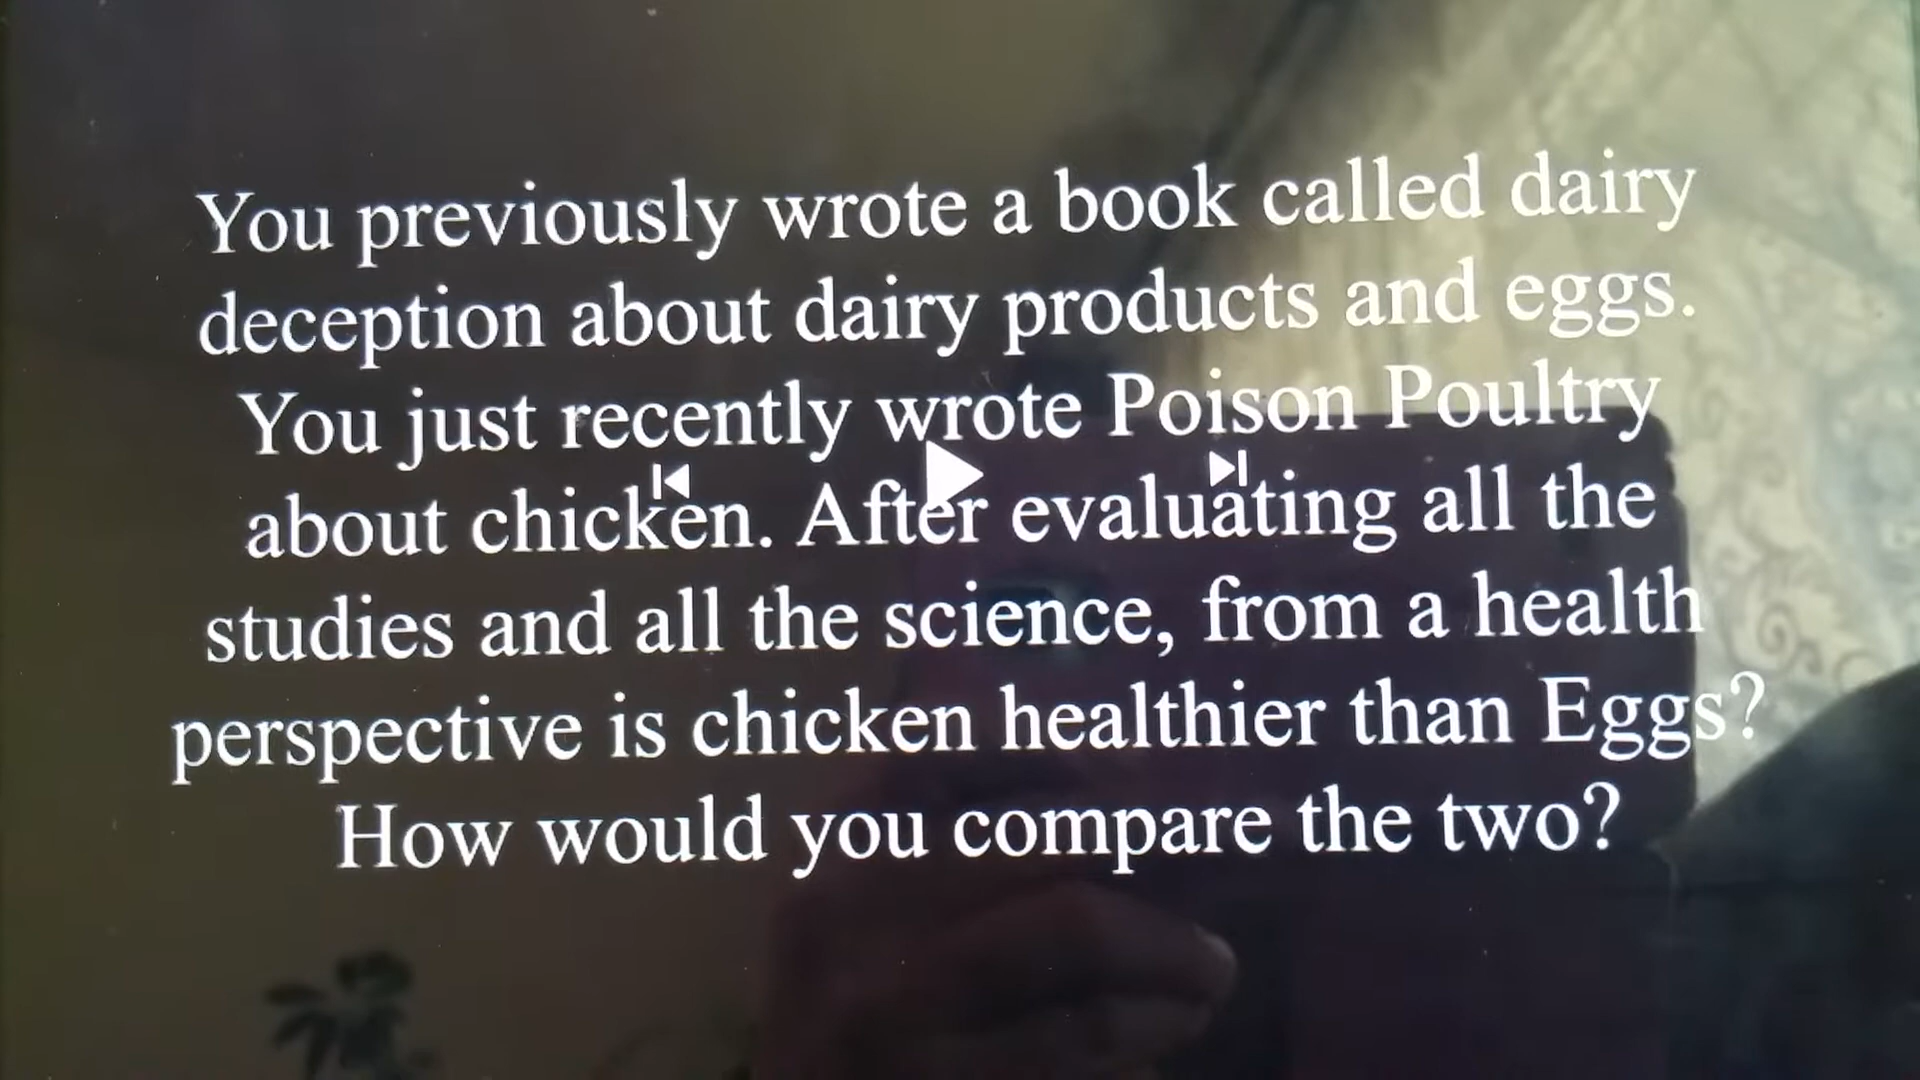 You previously wrote a book called dairy
deception about dairy products and eggs.
You just recently wrote Poison Poultry
about chicken. After evaluating all the
studies and all the science, from a health
perspective is chicken healthier than Eggs?
How would you compare the two?